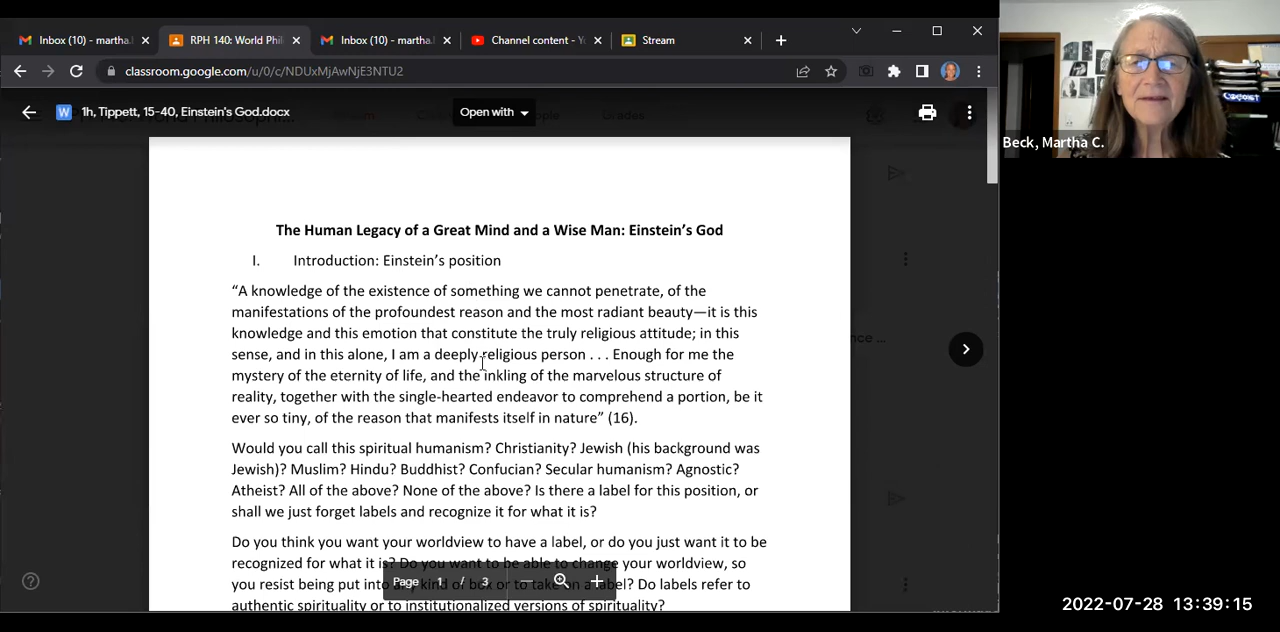 Inbox (10) - martha.
RPH 140: World Phi
Inbox (10) - martha.
Channel content - Y
Stream
classroom.google.com/u/0/c/NDUxMjAwNjE3NTU2
1h, Tippett, 15-40, Einstein's God.docx
Open with
Grades
The Human Legacy of a Great Mind and a Wise Man: Einstein's God
I. Introduction: Einstein's position
“A knowledge of the existence of something we cannot penetrate, of the
manifestations of the profoundest reason and the most radiant beauty—it is this
knowledge and this emotion that constitute the truly religious attitude; in this
sense, and in this alone, I am a deeply religious person . . . Enough for me the
mystery of the eternity of life, and the inkling of the marvelous structure of
reality, together with the single-hearted endeavor to comprehend a portion, be it
ever so tiny, of the reason that manifests itself in nature” (16).
Would you call this spiritual humanism? Christianity? Jewish (his background was
Jewish)? Muslim? Hindu? Buddhist? Confucian? Secular humanism? Agnostic?
Atheist? All of the above? None of the above? Is there a label for this position, or
shall we just forget labels and recognize it for what it is?
Do you think you want your worldview to have a label, or do you just want it to be
recognized for what it is? Do you want to be able to change your worldview, so
you resist being put into any kind of box or to take on a label? Do labels refer to
authentic spirituality or to institutionalized versions of spirituality?
Page 1 / 3
Beck, Martha C.
2022-07-28 13:39:15